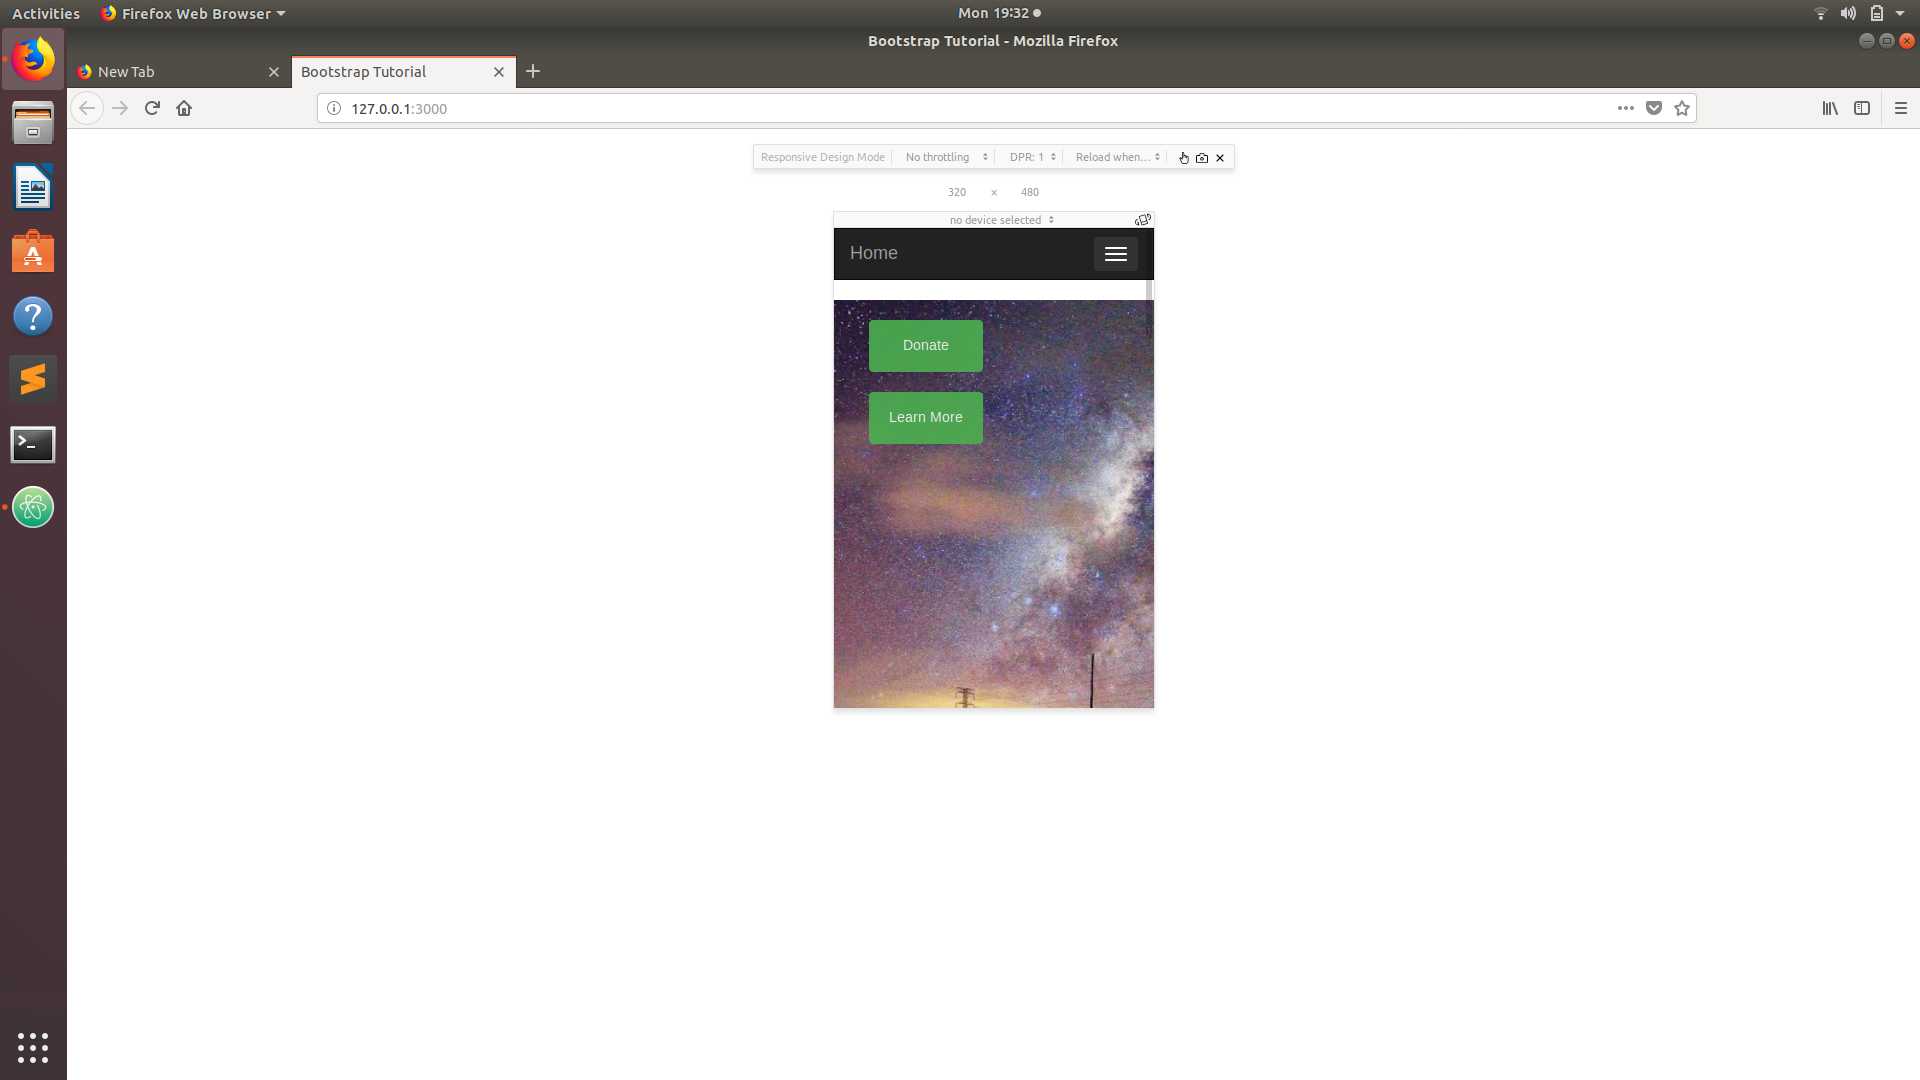 Activities Firefox Web Browser Mon 19:32
Bootstrap Tutorial - Mozilla Firefox
New Tab Bootstrap Tutorial
127.0.0.1:3000
Responsive Design Mode No throttling DPR: 1 Reload when...
320 × 480
no device selected
Home
Donate
Learn More